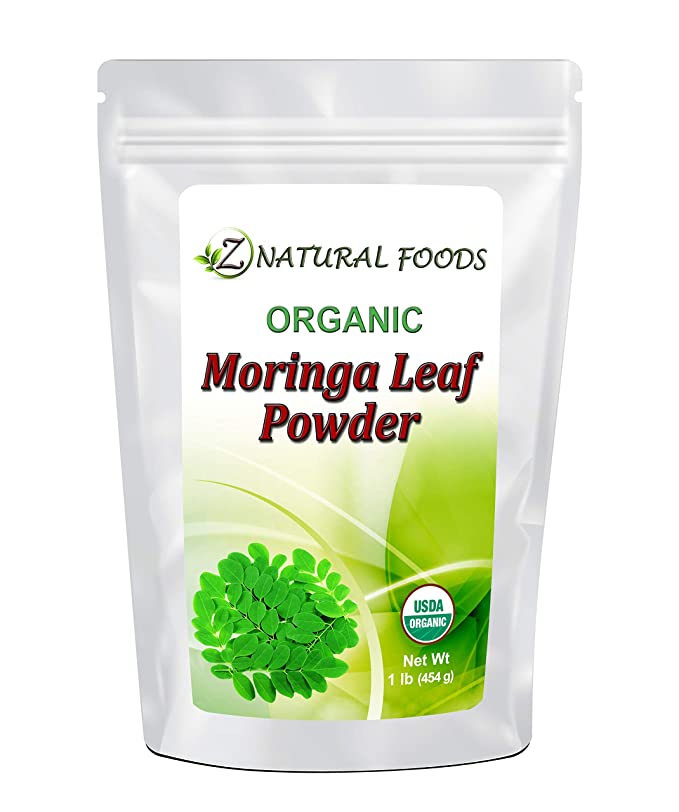 Z NATURAL FOODS
ORGANIC
Moringa Leaf
Powder
USDA
ORGANIC
Net Wt
1 lb (454 g)